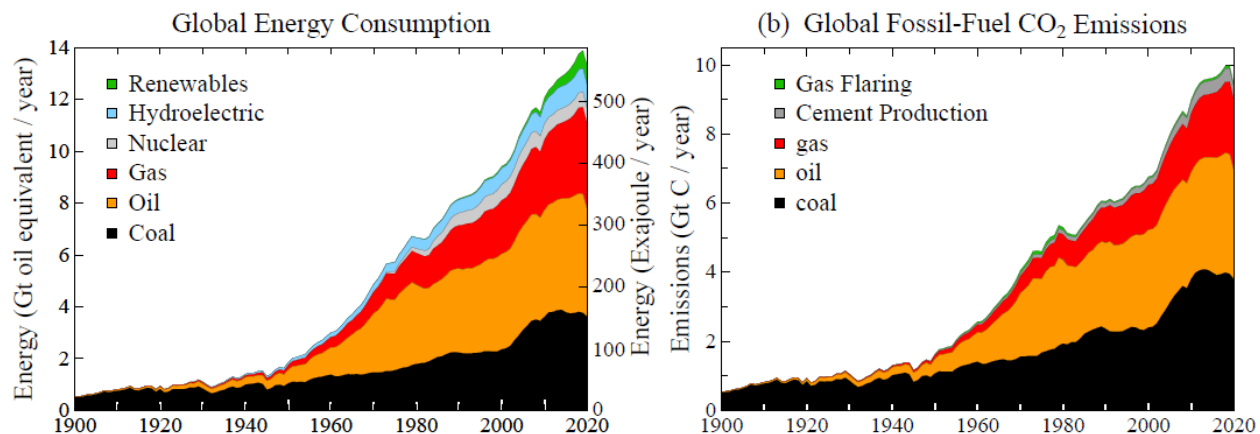 Global Energy Consumption
14
12
10
8
6
4
2
0
Energy (Gt oil equivalent / year)
Renewables
Hydroelectric
Nuclear
Gas
Oil
Coal
500
400
300
200
100
0
Energy (Exajoule / year)
1900 1920 1940 1960 1980 2000 2020
(b) Global Fossil-Fuel CO₂ Emissions
10
8
6
4
2
0
Emissions (Gt C / year)
Gas Flaring
Cement Production
gas
oil
coal
1900 1920 1940 1960 1980 2000 2020